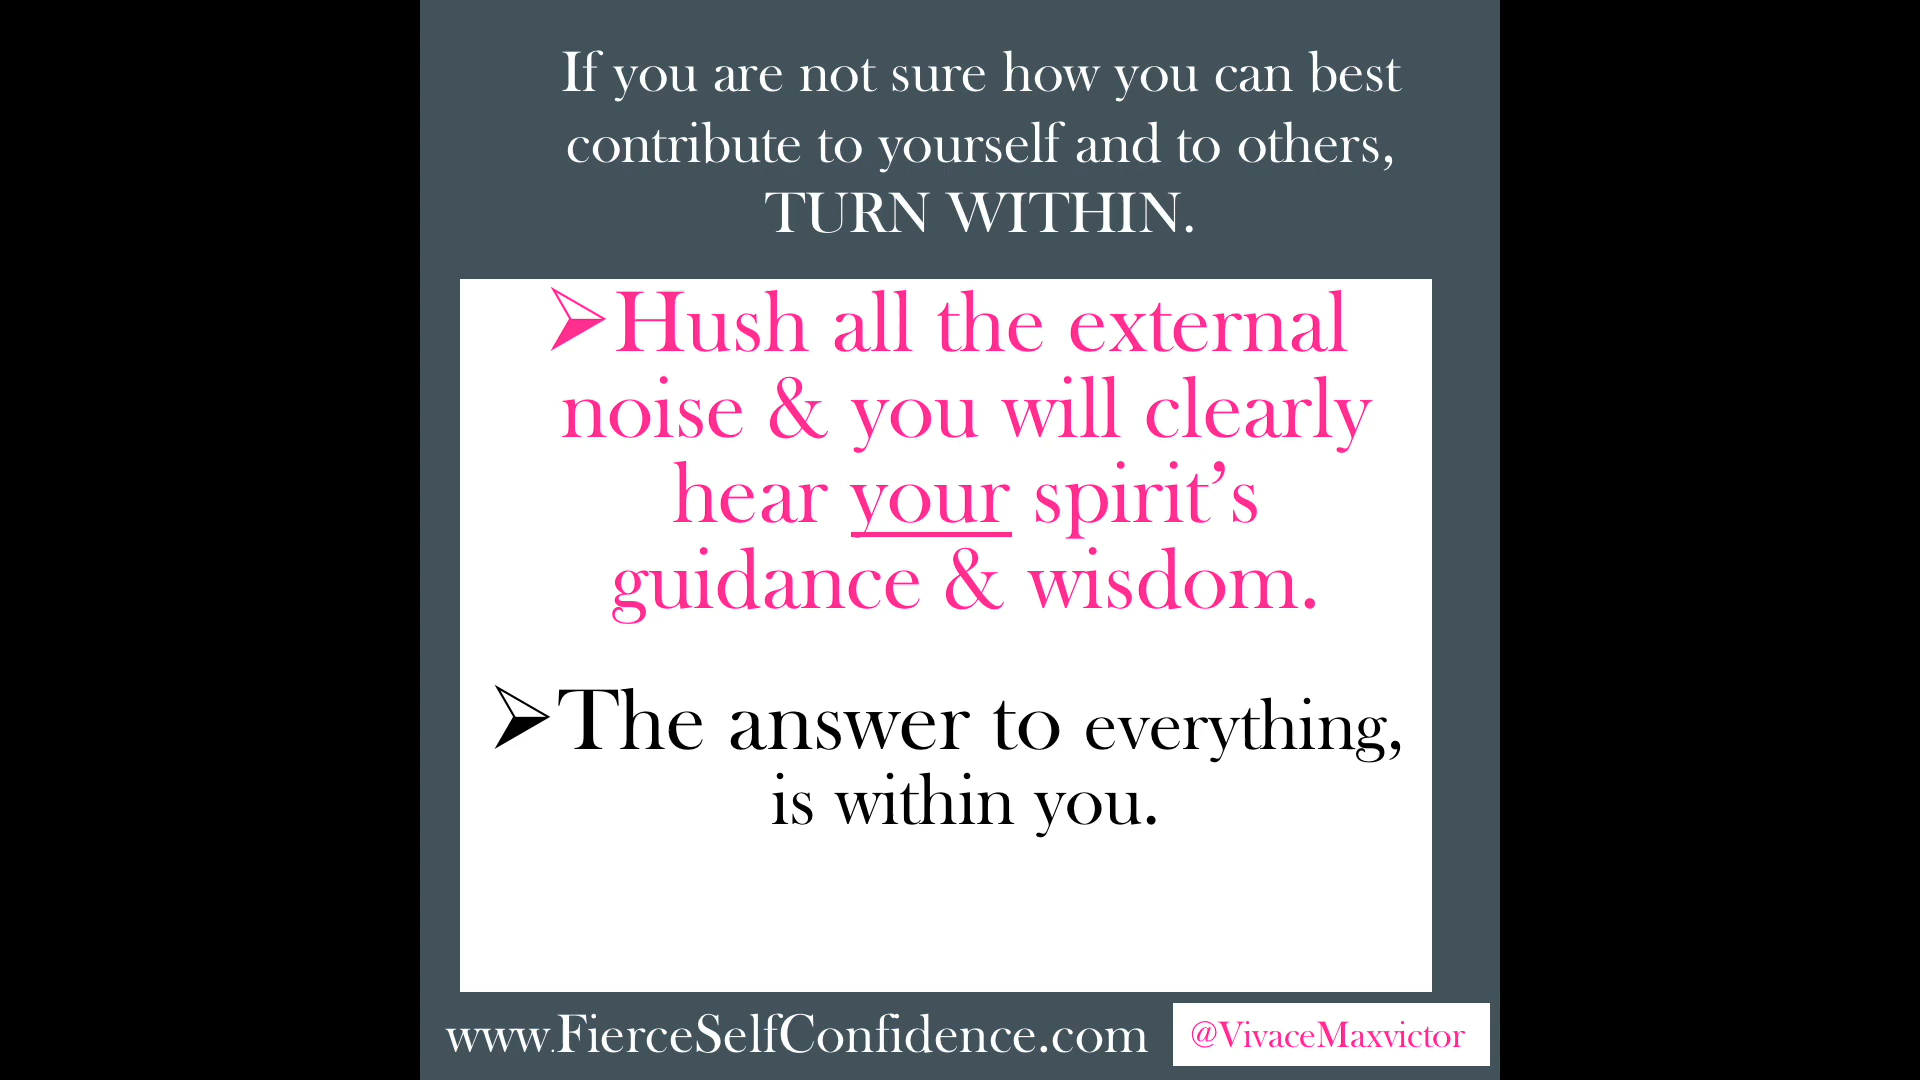 If you are not sure how you can best
contribute to yourself and to others,
TURN WITHIN.
➢Hush all the external
noise & you will clearly
hear your spirit’s
guidance & wisdom.
➢The answer to everything,
is within you.
www.FierceSelfConfidence.com
@VivaceMaxvictor